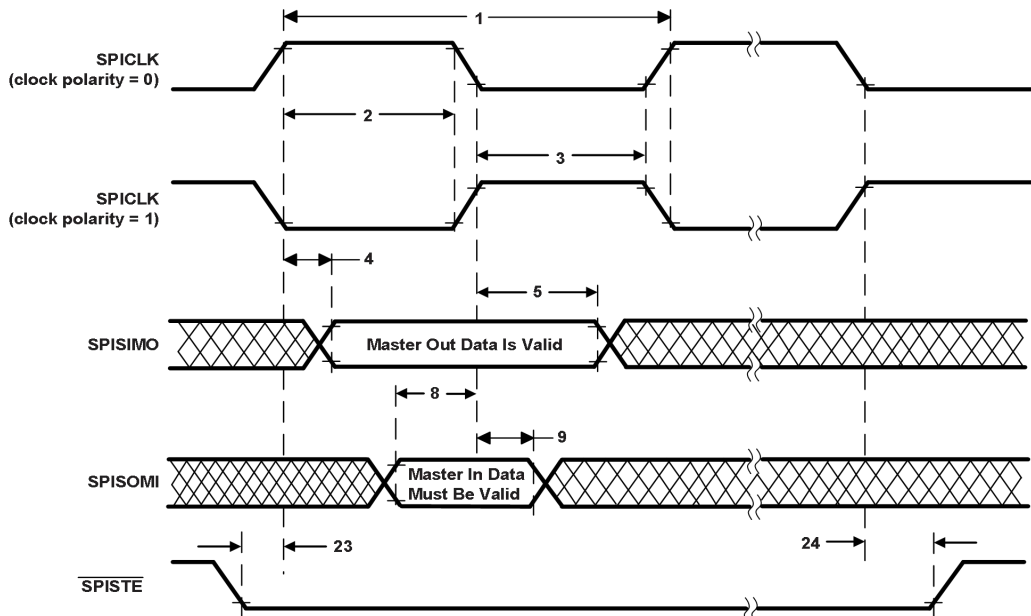 1
SPICLK
(clock polarity = 0)
2
3
SPICLK
(clock polarity = 1)
4
5
SPISIMO
Master Out Data Is Valid
8
9
SPISOMI
Master In Data
Must Be Valid
23
24
SPISTE